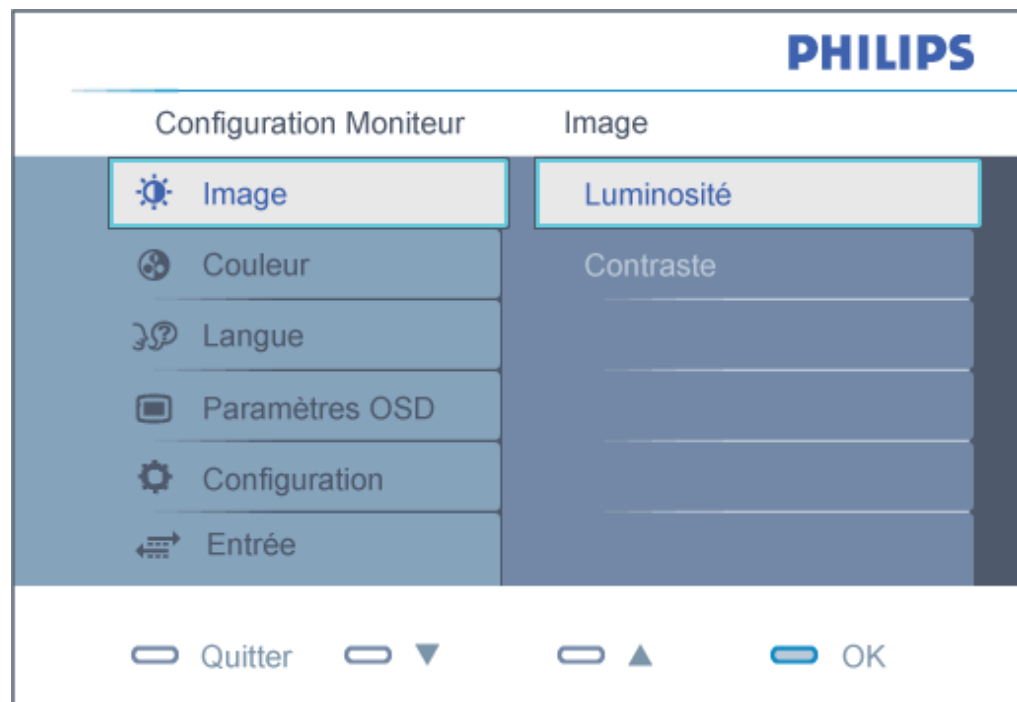 PHILIPS
Configuration Moniteur Image
Image Luminosité
Couleur Contraste
Langue
Paramètres OSD
Configuration
Entrée
Quitter ▼ ▲ OK